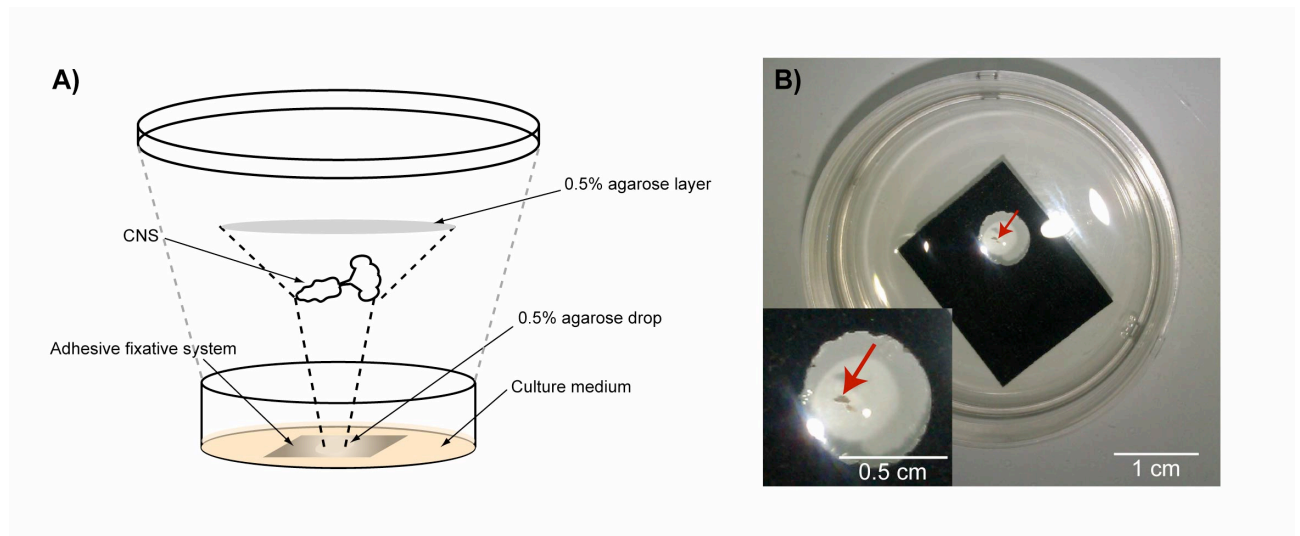 A)
0.5% agarose layer
CNS
0.5% agarose drop
Adhesive fixative system
Culture medium
B)
0.5 cm
1 cm